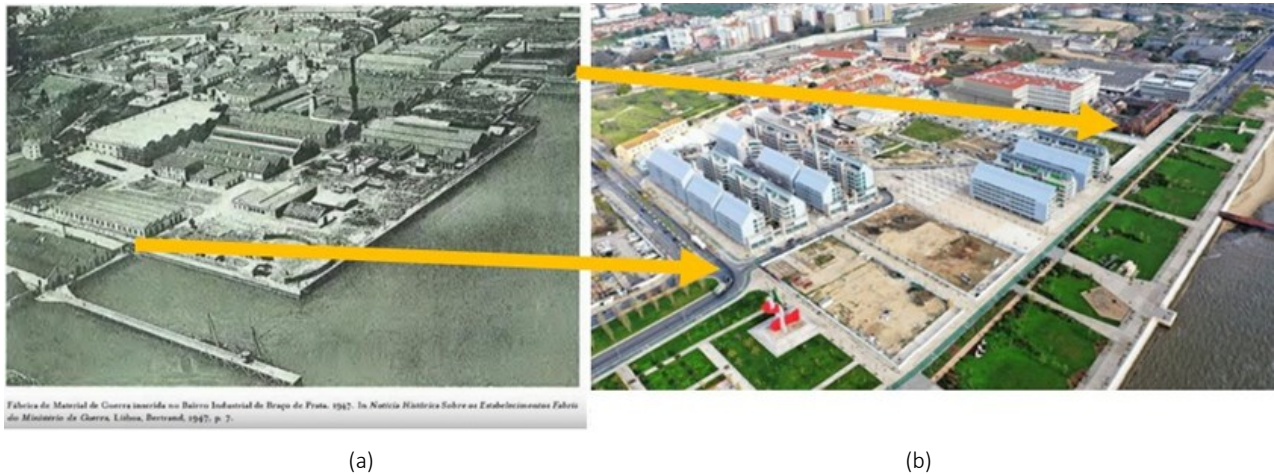 Fábrica de Material de Guerra inserida no Bairro Industrial de Braço de Prata. 1947. In Notícia Histórica Sobre os Estabelecimentos Fabris
do Ministério da Guerra, Lisboa, Bertrand, 1947, p. 7.
(a)
(b)